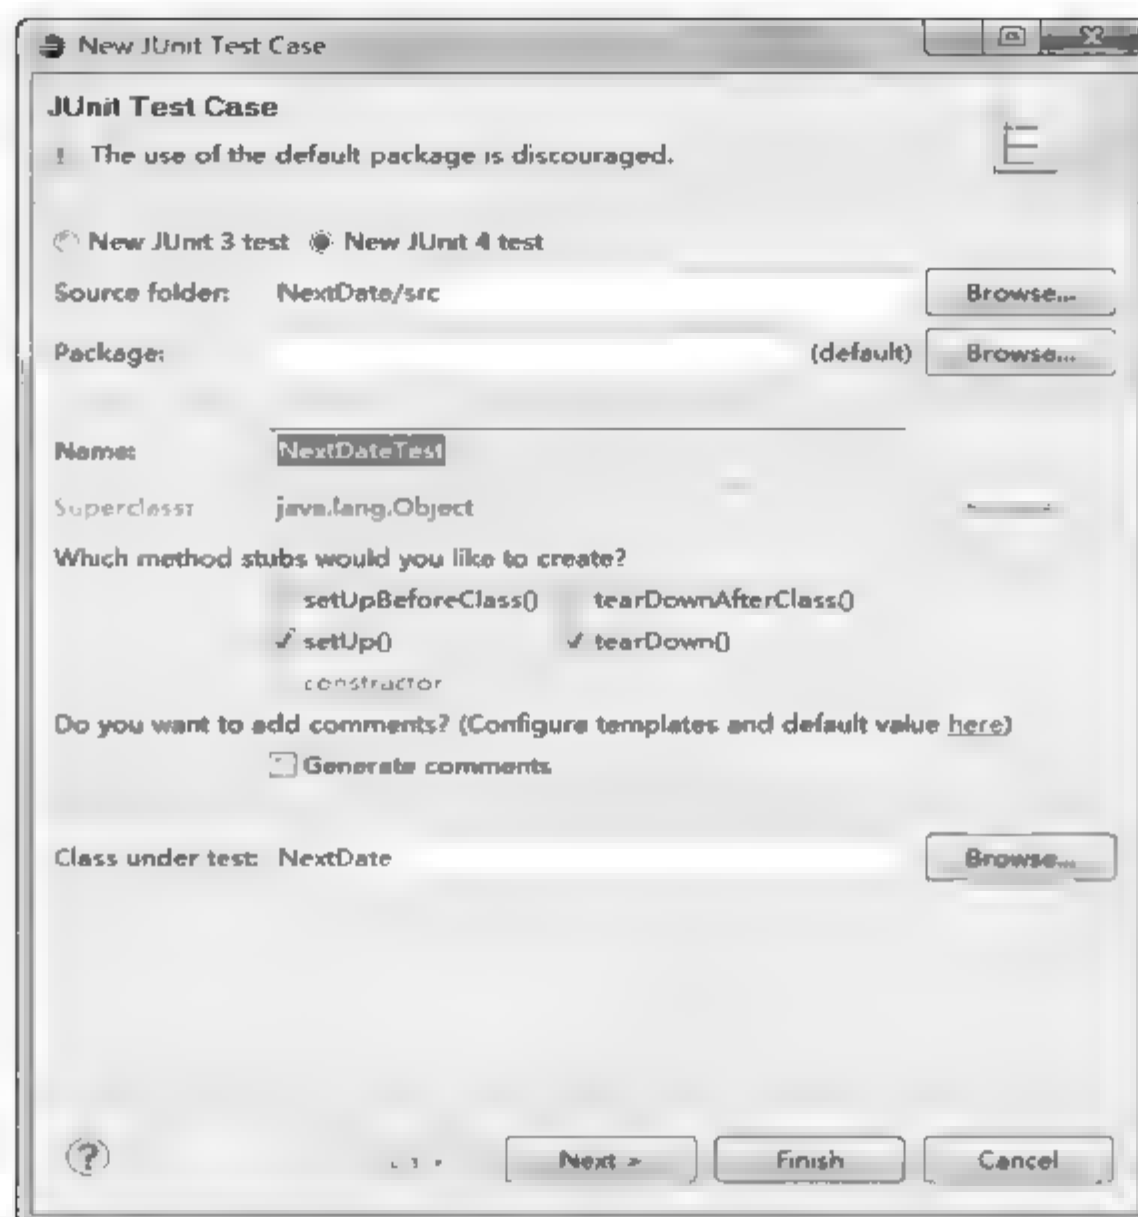 New JUnit Test Case
JUnit Test Case
! The use of the default package is discouraged.
New JUnit 3 test New JUnit 4 test
Source folder: NextDate/src Browse...
Package: (default) Browse...
Name: NextDateTest
Superclass: java.lang.Object
Which method stubs would you like to create?
setUpBeforeClass() tearDownAfterClass()
setUp() tearDown()
constructor
Do you want to add comments? (Configure templates and default value here)
Generate comments
Class under test: NextDate Browse...
? Next > Finish Cancel